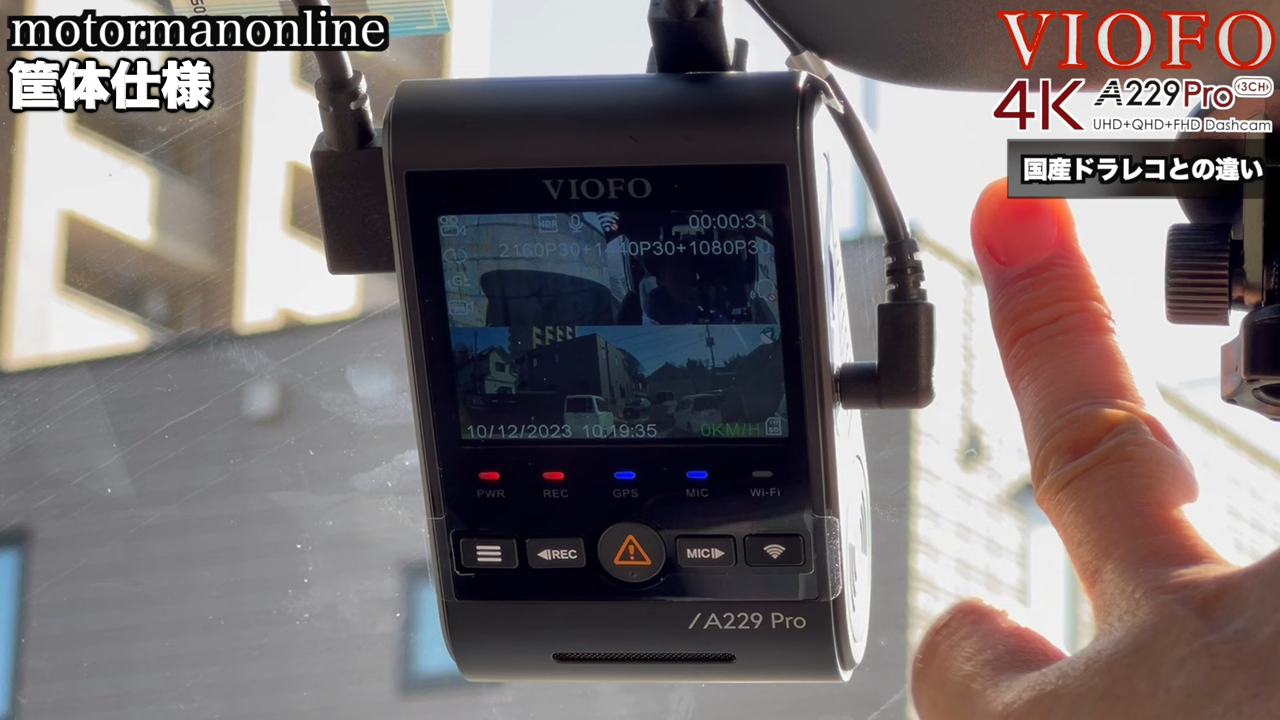 motormanonline
筐体仕様
VIOFO
4K A229Pro (3CH)
UHD+QHD+FHD Dashcam
国産ドラレコとの違い
VIOFO
HDR
00:00:31
2160P30+1440P30+1080P30
10/12/2023 10:19:35 0KM/H
PWR REC GPS MIC Wi-Fi
REC MIC
A229 Pro